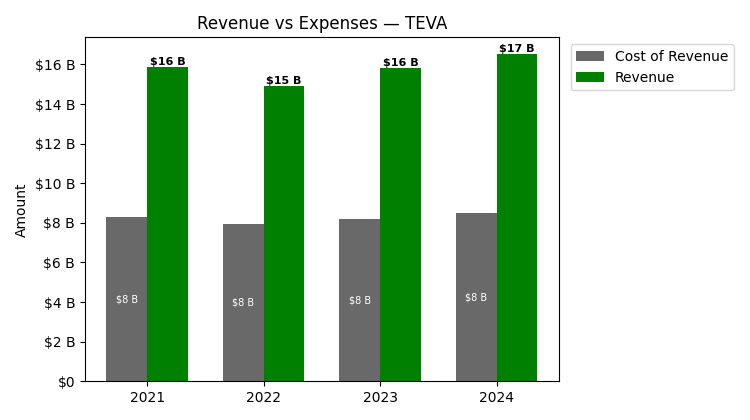 Revenue vs Expenses — TEVA
Cost of Revenue
Revenue
Amount
$16 B
$14 B
$12 B
$10 B
$8 B
$6 B
$4 B
$2 B
$0
$16 B
$15 B
$16 B
$17 B
$8 B
$8 B
$8 B
$8 B
2021
2022
2023
2024